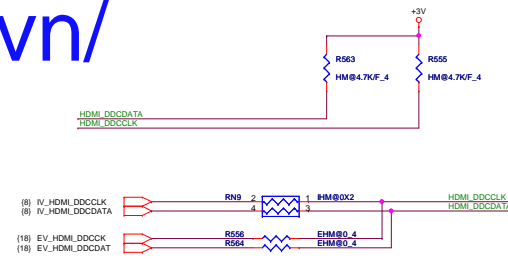 vn/
+3V
R563
R555
HM@4.7K/F_4
HM@4.7K/F_4
HDMI_DDCDATA
HDMI_DDCCLK
{8} IV_HDMI_DDCCLK
{8} IV_HDMI_DDCDATA
RN9 2 1 IHM@0X2
4 3
HDMI_DDCCLK
HDMI_DDCDATA
{18} EV_HDMI_DDCCK
{18} EV_HDMI_DDCDAT
R556 EHM@0_4
R564 EHM@0_4